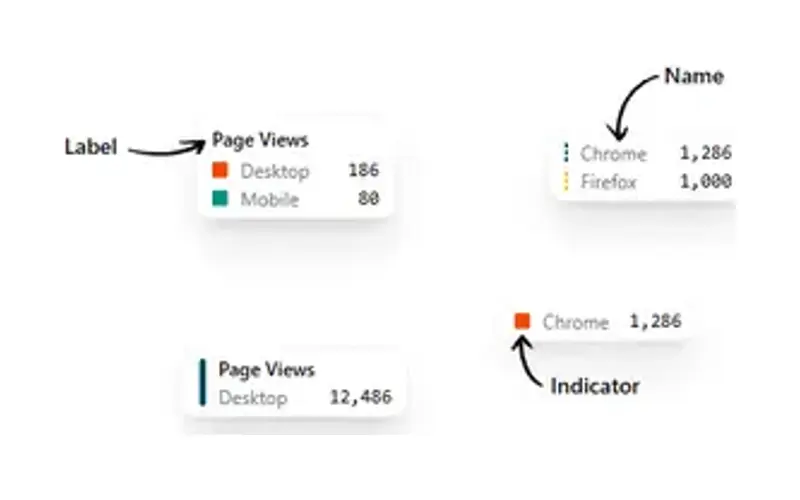 Name
Label
Page Views
Desktop 186
Mobile 80
Chrome 1,286
Firefox 1,000
Chrome 1,286
Indicator
Page Views
Desktop 12,486